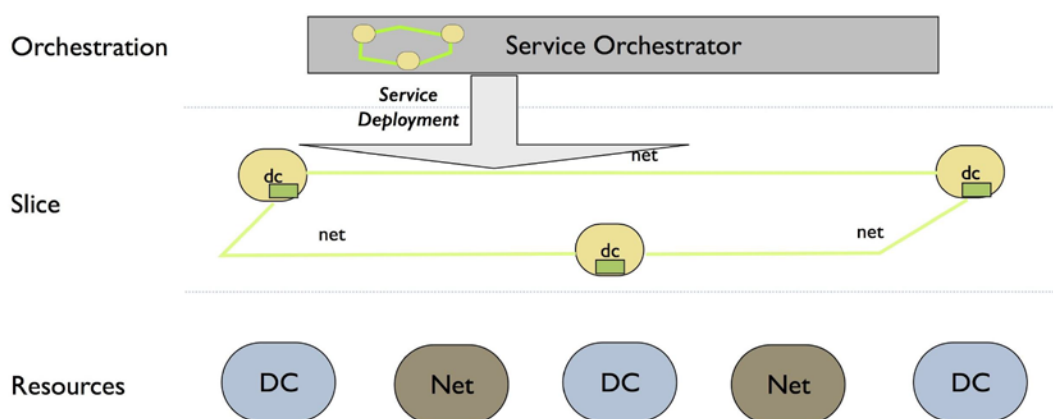 Orchestration
Service Orchestrator
Service
Deployment
net
dc
dc
Slice
net
net
dc
Resources
DC
Net
DC
Net
DC